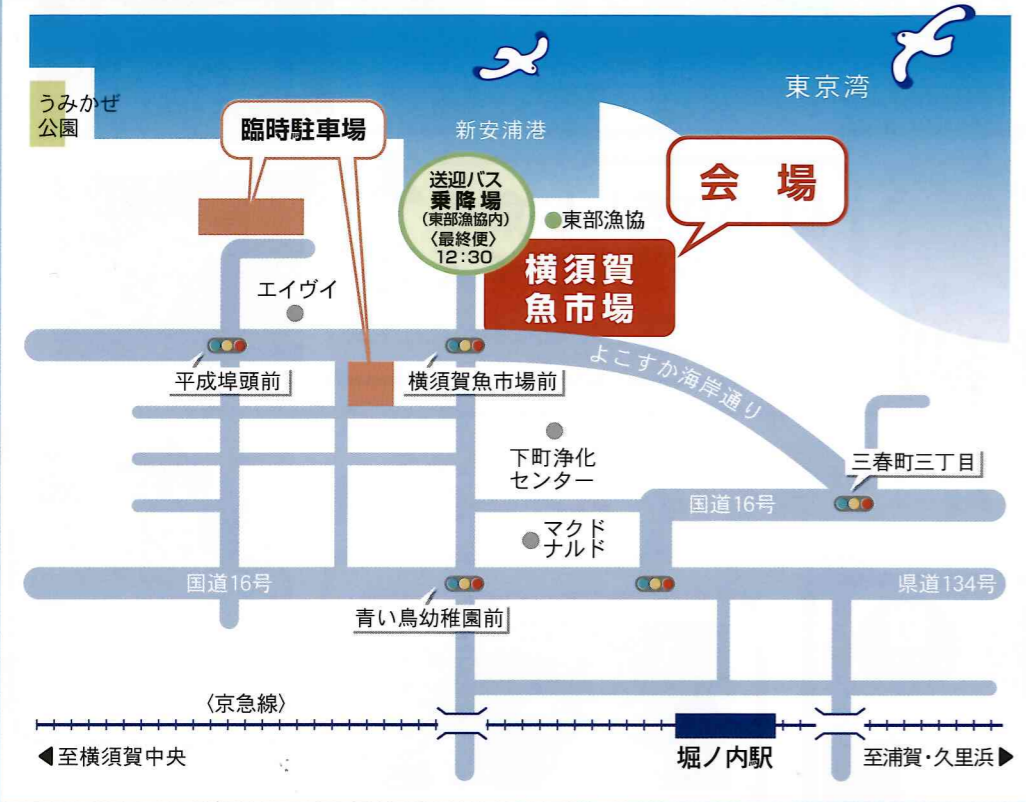 東京湾
うみかぜ
公園
臨時駐車場
新安浦港
会場
送迎バス
乗降場
(東部漁協内)
〈最終便〉
12:30
東部漁協
横須賀
魚市場
エイヴイ
平成埠頭前
横須賀魚市場前
よこすか海岸通り
下町浄化
センター
三春町三丁目
国道16号
マクド
ナルド
国道16号
県道134号
青い鳥幼稚園前
〈京急線〉
◀至横須賀中央
堀ノ内駅
至浦賀・久里浜▶